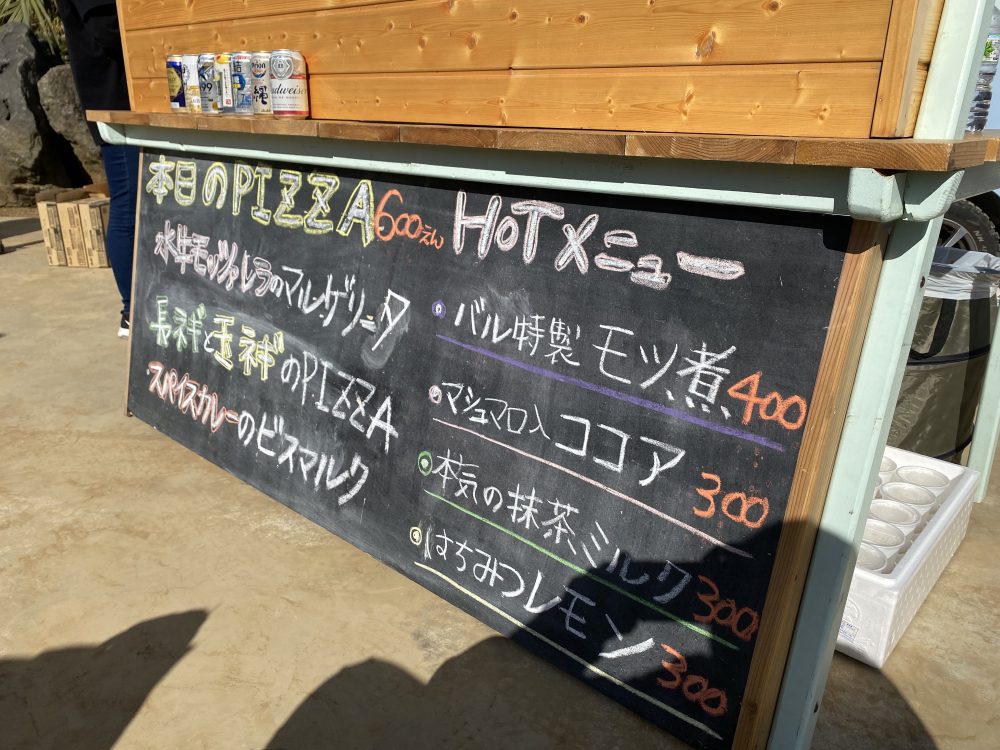 本目のPIZZA 600えん
水牛モッツァレラのマルゲリータ
長ネギと玉ネギのPIZZA
スパイスカレーのビスマルク
HOTメニュー
バル特製 モツ煮 400
マシュマロ入 ココア 300
本気の抹茶ミルク 300
はちみつレモン 300
Orion
Budweiser
99